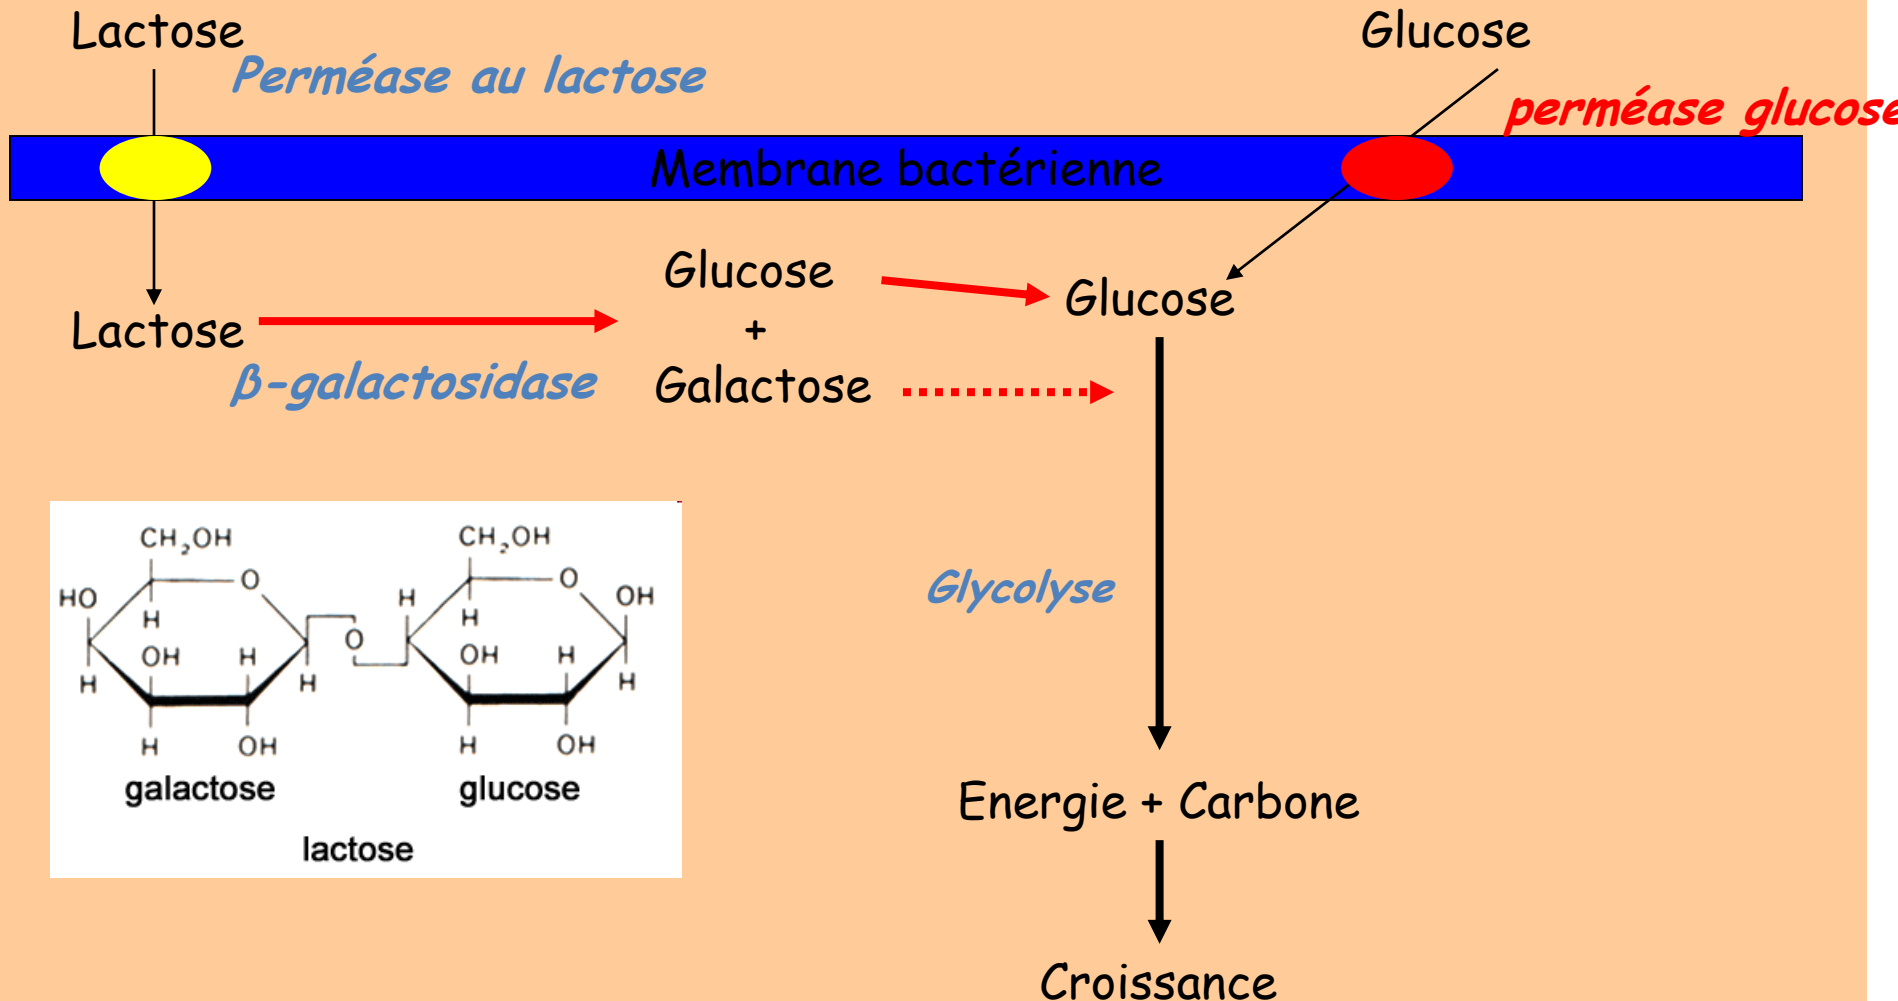 Lactose
Glucose
Perméase au lactose
perméase glucose
Membrane bactérienne
Glucose
Glucose
Lactose
+
β-galactosidase
Galactose
CH₂OH
CH₂OH
O
O
HO
H
OH
H
H
O
OH
H
OH
H
H
H
H
H
OH
H
OH
galactose
glucose
lactose
Glycolyse
Energie + Carbone
Croissance